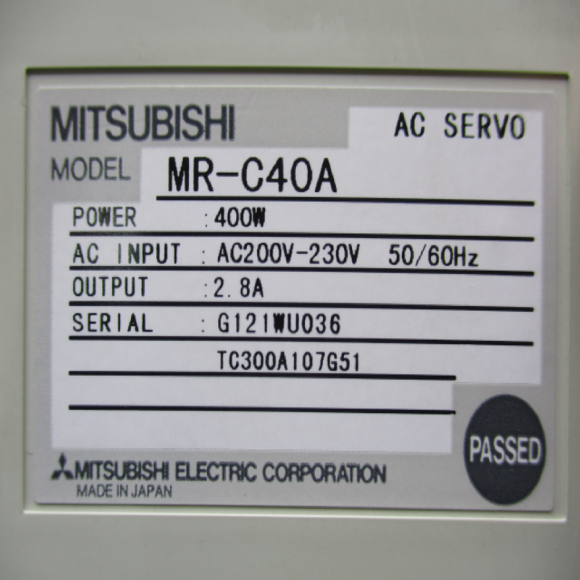 MITSUBISHI AC SERVO
MODEL MR-C40A
POWER : 400W
AC INPUT : AC200V-230V 50/60Hz
OUTPUT : 2.8A
SERIAL : G121WU036
TC300A107G51
PASSED
MITSUBISHI ELECTRIC CORPORATION
MADE IN JAPAN